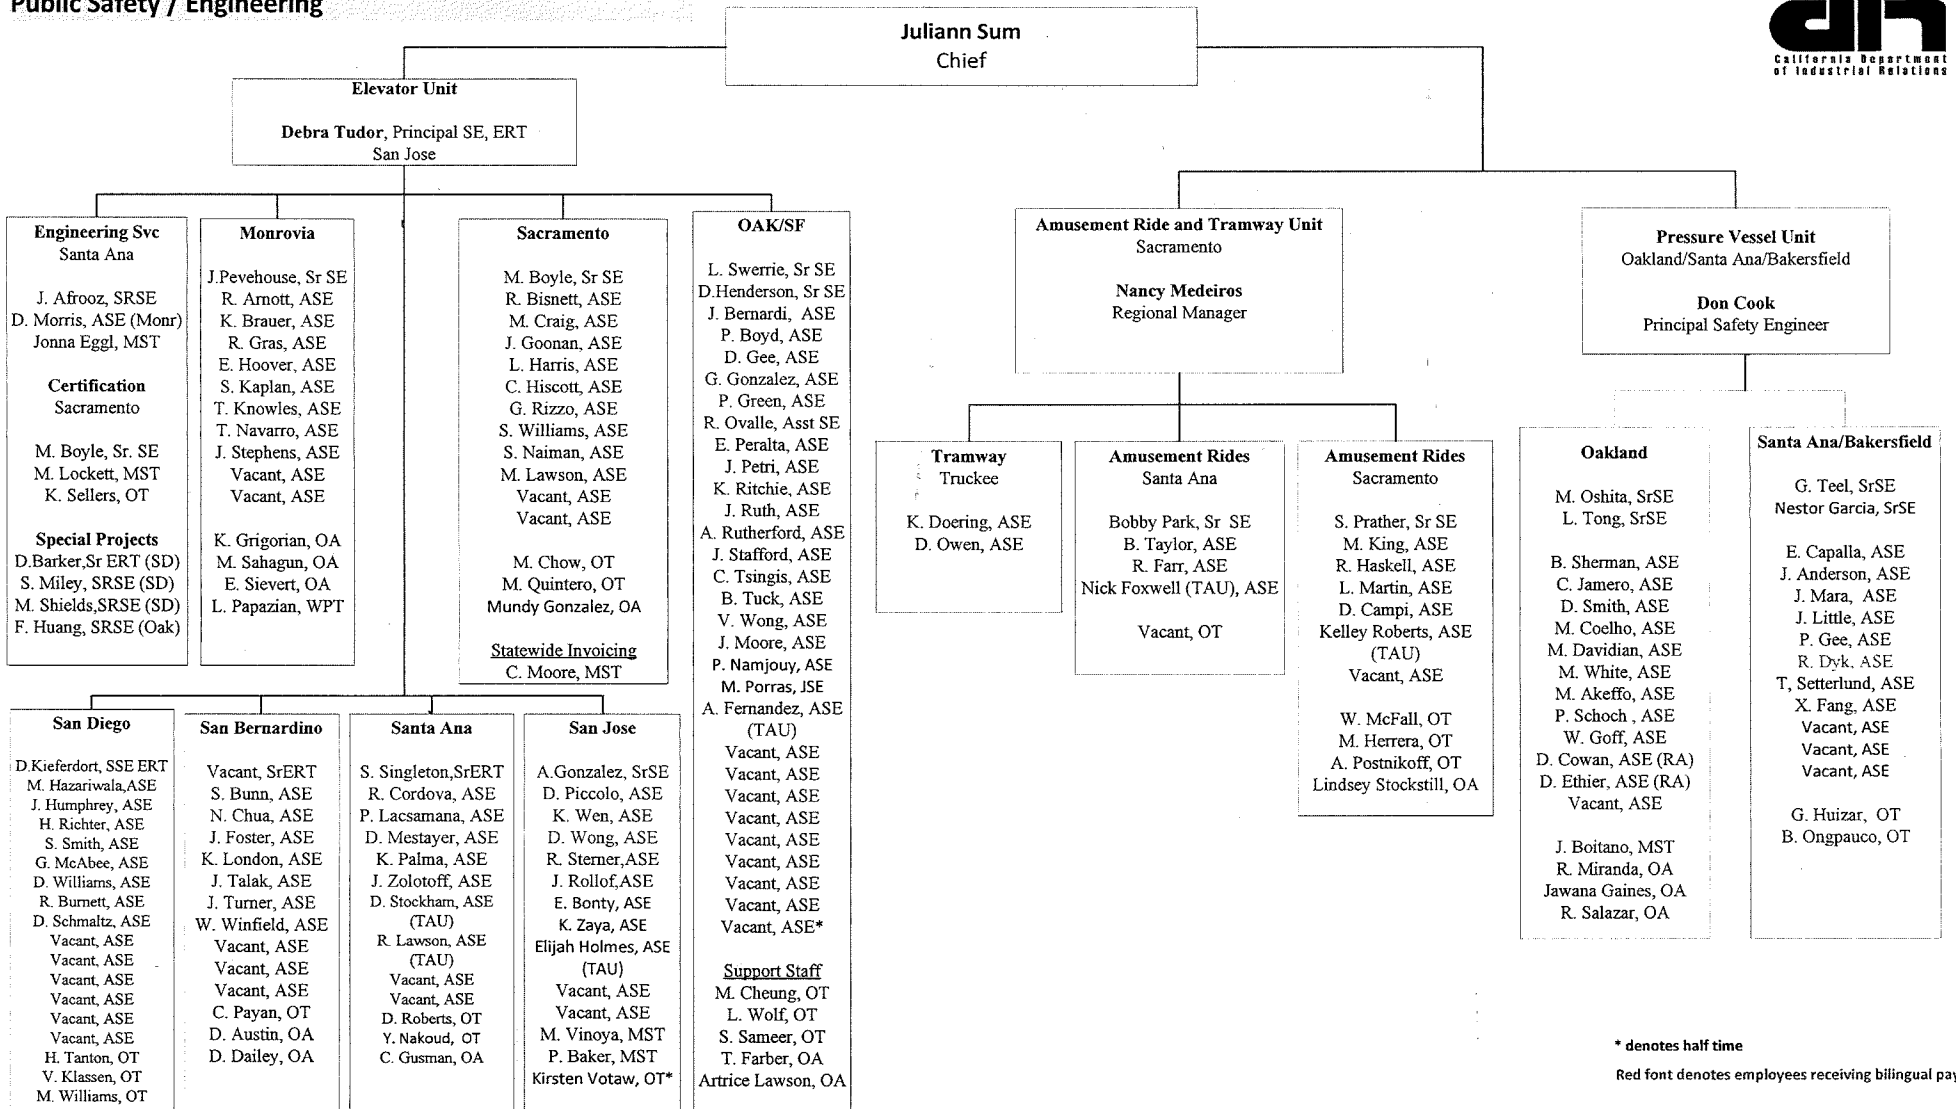 Public Safety / Engineering
Juliann Sum
Chief
California Department
of Industrial Relations
Elevator Unit
Debra Tudor, Principal SE, ERT
San Jose
Engineering Svc
Santa Ana
J. Afrooz, SRSE
D. Morris, ASE (Monr)
Jonna Eggl, MST
Certification
Sacramento
M. Boyle, Sr. SE
M. Lockett, MST
K. Sellers, OT
Special Projects
D.Barker,Sr ERT (SD)
S. Miley, SRSE (SD)
M. Shields,SRSE (SD)
F. Huang, SRSE (Oak)
Monrovia
J.Pevehouse, Sr SE
R. Arnott, ASE
K. Brauer, ASE
R. Gras, ASE
E. Hoover, ASE
S. Kaplan, ASE
T. Knowles, ASE
T. Navarro, ASE
J. Stephens, ASE
Vacant, ASE
Vacant, ASE
K. Grigorian, OA
M. Sahagun, OA
E. Sievert, OA
L. Papazian, WPT
Sacramento
M. Boyle, Sr SE
R. Bisnett, ASE
M. Craig, ASE
J. Goonan, ASE
L. Harris, ASE
C. Hiscott, ASE
G. Rizzo, ASE
S. Williams, ASE
S. Naiman, ASE
M. Lawson, ASE
Vacant, ASE
Vacant, ASE
M. Chow, OT
M. Quintero, OT
Mundy Gonzalez, OA
Statewide Invoicing
C. Moore, MST
OAK/SF
L. Swerrie, Sr SE
D.Henderson, Sr SE
J. Bernardi, ASE
P. Boyd, ASE
D. Gee, ASE
G. Gonzalez, ASE
P. Green, ASE
R. Ovalle, Asst SE
E. Peralta, ASE
J. Petri, ASE
K. Ritchie, ASE
J. Ruth, ASE
A. Rutherford, ASE
J. Stafford, ASE
C. Tsingis, ASE
B. Tuck, ASE
V. Wong, ASE
J. Moore, ASE
P. Namjouy, ASE
M. Porras, JSE
A. Fernandez, ASE
(TAU)
Vacant, ASE
Vacant, ASE
Vacant, ASE
Vacant, ASE
Vacant, ASE
Vacant, ASE
Vacant, ASE
Vacant, ASE
Vacant, ASE*
Support Staff
M. Cheung, OT
L. Wolf, OT
S. Sameer, OT
T. Farber, OA
Artrice Lawson, OA
San Diego
D.Kieferdort, SSE ERT
M. Hazariwala,ASE
J. Humphrey, ASE
H. Richter, ASE
S. Smith, ASE
G. McAbee, ASE
D. Williams, ASE
R. Burnett, ASE
D. Schmaltz, ASE
Vacant, ASE
Vacant, ASE
Vacant, ASE
Vacant, ASE
Vacant, ASE
Vacant, ASE
H. Tanton, OT
V. Klassen, OT
M. Williams, OT
San Bernardino
Vacant, SrERT
S. Bunn, ASE
N. Chua, ASE
J. Foster, ASE
K. London, ASE
J. Talak, ASE
J. Turner, ASE
W. Winfield, ASE
Vacant, ASE
Vacant, ASE
Vacant, ASE
C. Payan, OT
D. Austin, OA
D. Dailey, OA
Santa Ana
S. Singleton,SrERT
R. Cordova, ASE
P. Lacsamana, ASE
D. Mestayer, ASE
K. Palma, ASE
J. Zolotoff, ASE
D. Stockham, ASE
(TAU)
R. Lawson, ASE
(TAU)
Vacant, ASE
Vacant, ASE
D. Roberts, OT
Y. Nakoud, OT
C. Gusman, OA
San Jose
A.Gonzalez, SrSE
D. Piccolo, ASE
K. Wen, ASE
D. Wong, ASE
R. Sterner,ASE
J. Rollof,ASE
E. Bonty, ASE
K. Zaya, ASE
Elijah Holmes, ASE
(TAU)
Vacant, ASE
Vacant, ASE
M. Vinoya, MST
P. Baker, MST
Kirsten Votaw, OT*
Amusement Ride and Tramway Unit
Sacramento
Nancy Medeiros
Regional Manager
Tramway
Truckee
K. Doering, ASE
D. Owen, ASE
Amusement Rides
Santa Ana
Bobby Park, Sr SE
B. Taylor, ASE
R. Farr, ASE
Nick Foxwell (TAU), ASE
Vacant, OT
Amusement Rides
Sacramento
S. Prather, Sr SE
M. King, ASE
R. Haskell, ASE
L. Martin, ASE
D. Campi, ASE
Kelley Roberts, ASE
(TAU)
Vacant, ASE
W. McFall, OT
M. Herrera, OT
A. Postnikoff, OT
Lindsey Stockstill, OA
Pressure Vessel Unit
Oakland/Santa Ana/Bakersfield
Don Cook
Principal Safety Engineer
Oakland
M. Oshita, SrSE
L. Tong, SrSE
B. Sherman, ASE
C. Jamero, ASE
D. Smith, ASE
M. Coelho, ASE
M. Davidian, ASE
M. White, ASE
M. Akeffo, ASE
P. Schoch , ASE
W. Goff, ASE
D. Cowan, ASE (RA)
D. Ethier, ASE (RA)
Vacant, ASE
J. Boitano, MST
R. Miranda, OA
Jawana Gaines, OA
R. Salazar, OA
Santa Ana/Bakersfield
G. Teel, SrSE
Nestor Garcia, SrSE
E. Capalla, ASE
J. Anderson, ASE
J. Mara, ASE
J. Little, ASE
P. Gee, ASE
R. Dyk, ASE
T, Setterlund, ASE
X. Fang, ASE
Vacant, ASE
Vacant, ASE
Vacant, ASE
G. Huizar, OT
B. Ongpauco, OT
* denotes half time
Red font denotes employees receiving bilingual pay